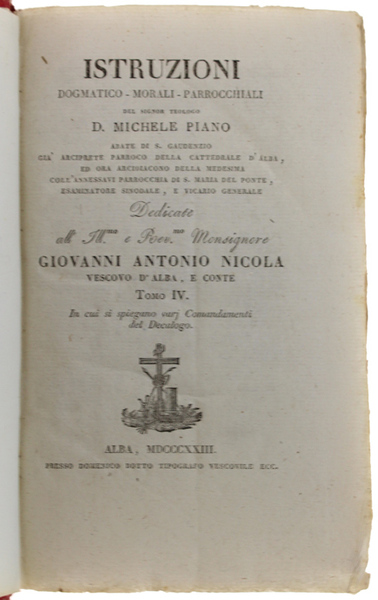 ISTRUZIONI
DOGMATICO - MORALI - PARROCCHIALI
DEL SIGNOR TEOLOGO
D. MICHELE PIANO
ABATE DI S. GAUDENZIO
GIA' ARCIPRETE PARROCO DELLA CATTEDRALE D'ALBA,
ED ORA ARCIDIACONO DELLA MEDESIMA
COLL'ANNESSAVI PARROCCHIA DI S. MARIA DEL PONTE,
ESAMINATORE SINODALE, E VICARIO GENERALE
Dedicate
all' Ill.mo e Rev.mo Monsignore
GIOVANNI ANTONIO NICOLA
VESCOVO D'ALBA, E CONTE
TOMO IV.
In cui si spiegano varj Comandamenti
del Decalogo.
ALBA, MDCCCXXIII.
PRESSO DOMENICO BOTTO TIPOGRAFO VESCOVILE ECC.